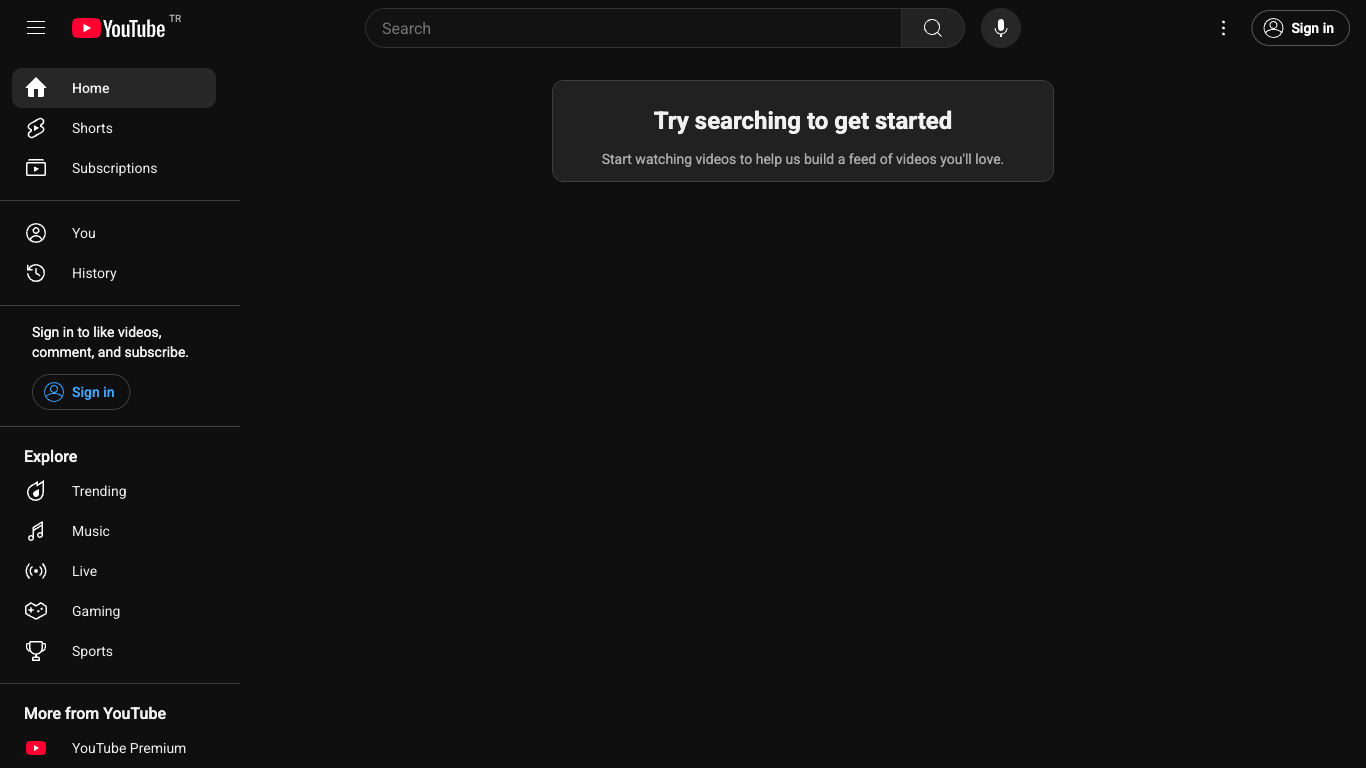 YouTube TR
Search
Sign in
Home
Shorts
Subscriptions
You
History
Sign in to like videos,
comment, and subscribe.
Sign in
Explore
Trending
Music
Live
Gaming
Sports
More from YouTube
YouTube Premium
Try searching to get started
Start watching videos to help us build a feed of videos you'll love.